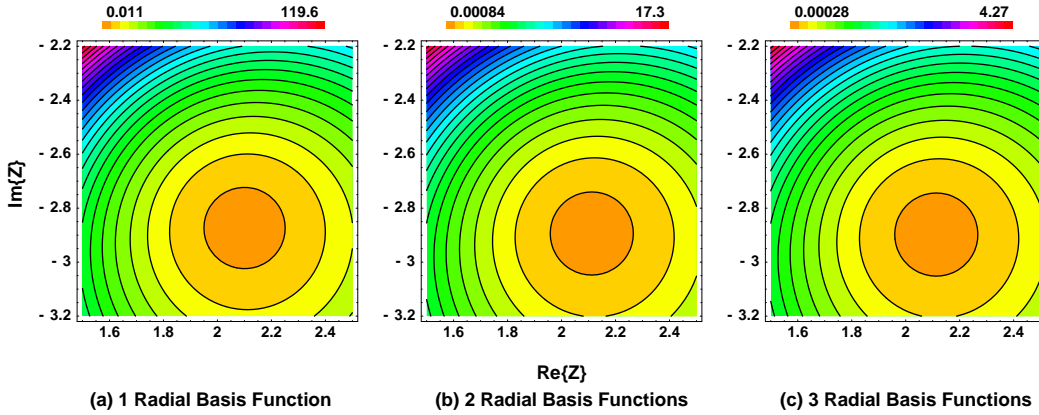 0.011 119.6
0.00084 17.3
0.00028 4.27
- 2.2
- 2.4
- 2.6
- 2.8
- 3
- 3.2
1.6 1.8 2 2.2 2.4
- 2.2
- 2.4
- 2.6
- 2.8
- 3
- 3.2
1.6 1.8 2 2.2 2.4
- 2.2
- 2.4
- 2.6
- 2.8
- 3
- 3.2
1.6 1.8 2 2.2 2.4
Im{Z}
Re{Z}
(a) 1 Radial Basis Function
(b) 2 Radial Basis Functions
(c) 3 Radial Basis Functions